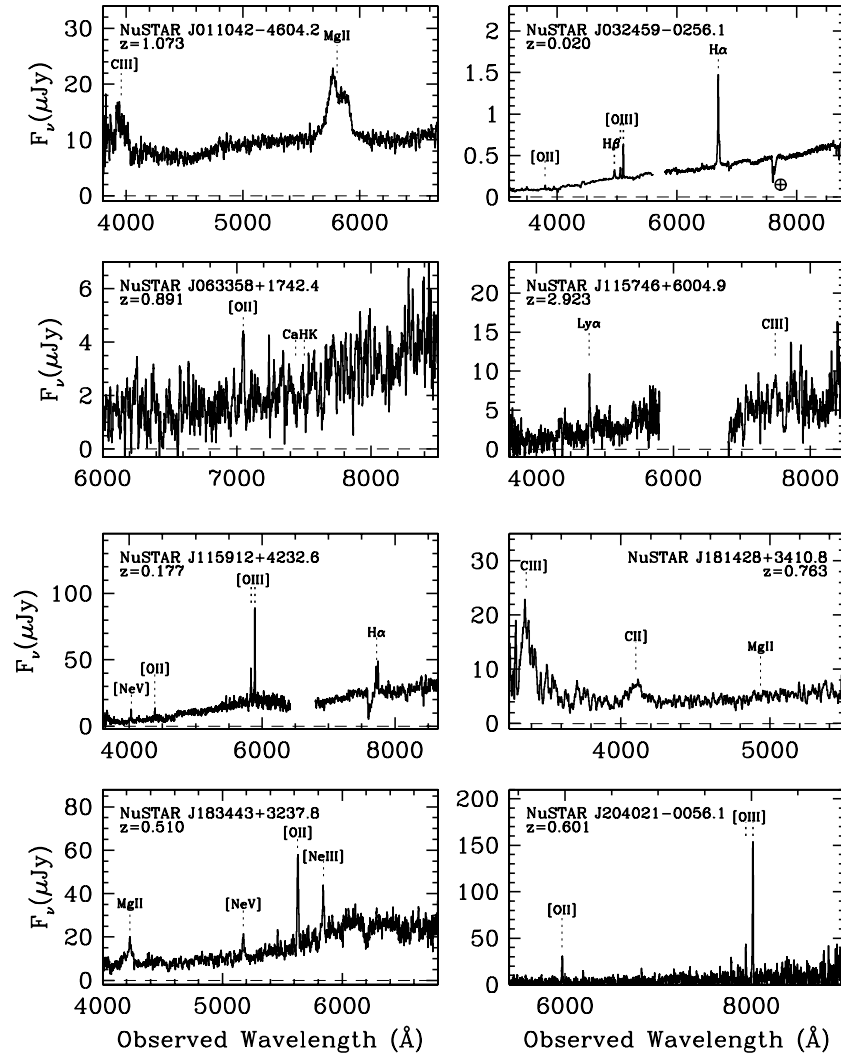 NuSTAR J011042-4604.2
z=1.073
MgII
CIII]
30
20
10
0
4000 5000 6000
Fν(μJy)
NuSTAR J032459-0256.1
z=0.020
Hα
[OIII]
Hβ
[OII]
⊕
2
1.5
1
0.5
0
4000 6000 8000
NuSTAR J063358+1742.4
z=0.891
[OII]
CaHK
6
4
2
0
6000 7000 8000
Fν(μJy)
NuSTAR J115746+6004.9
z=2.923
Lyα
CIII]
20
15
10
5
0
4000 6000 8000
NuSTAR J115912+4232.6
z=0.177
[OIII]
Hα
[OII]
[NeV]
100
50
0
4000 6000 8000
Fν(μJy)
NuSTAR J181428+3410.8
z=0.763
CIII]
CII]
MgII
30
20
10
0
4000 5000
NuSTAR J183443+3237.8
z=0.510
[OII]
[NeIII]
MgII
[NeV]
80
60
40
20
0
4000 5000 6000
Fν(μJy)
Observed Wavelength (Å)
NuSTAR J204021-0056.1
z=0.601
[OIII]
[OII]
200
150
100
50
0
6000 8000
Observed Wavelength (Å)